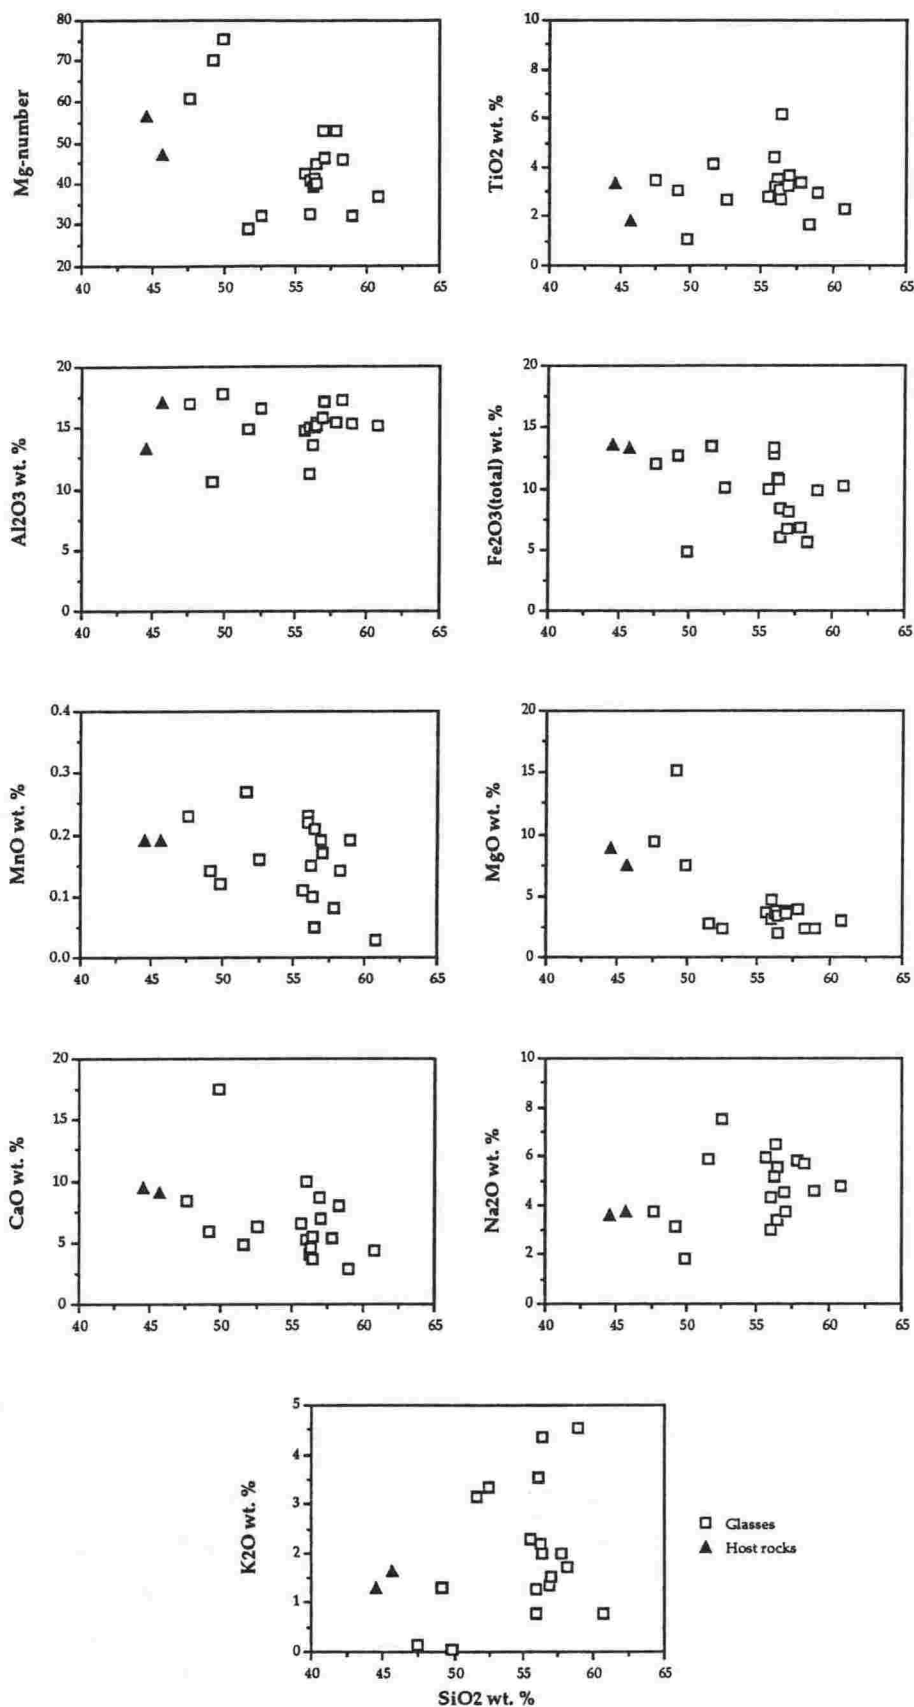 80
70
60
50
40
30
20
Mg-number
40 45 50 55 60 65
10
8
6
4
2
0
TiO2 wt. %
40 45 50 55 60 65
20
15
10
5
0
Al2O3 wt. %
40 45 50 55 60 65
20
15
10
5
0
Fe2O3(total) wt. %
40 45 50 55 60 65
0.4
0.3
0.2
0.1
0.0
MnO wt. %
40 45 50 55 60 65
20
15
10
5
0
MgO wt. %
40 45 50 55 60 65
20
15
10
5
0
CaO wt. %
40 45 50 55 60 65
10
8
6
4
2
0
Na2O wt. %
40 45 50 55 60 65
5
4
3
2
1
0
K2O wt. %
40 45 50 55 60 65
SiO2 wt. %
Glasses
Host rocks